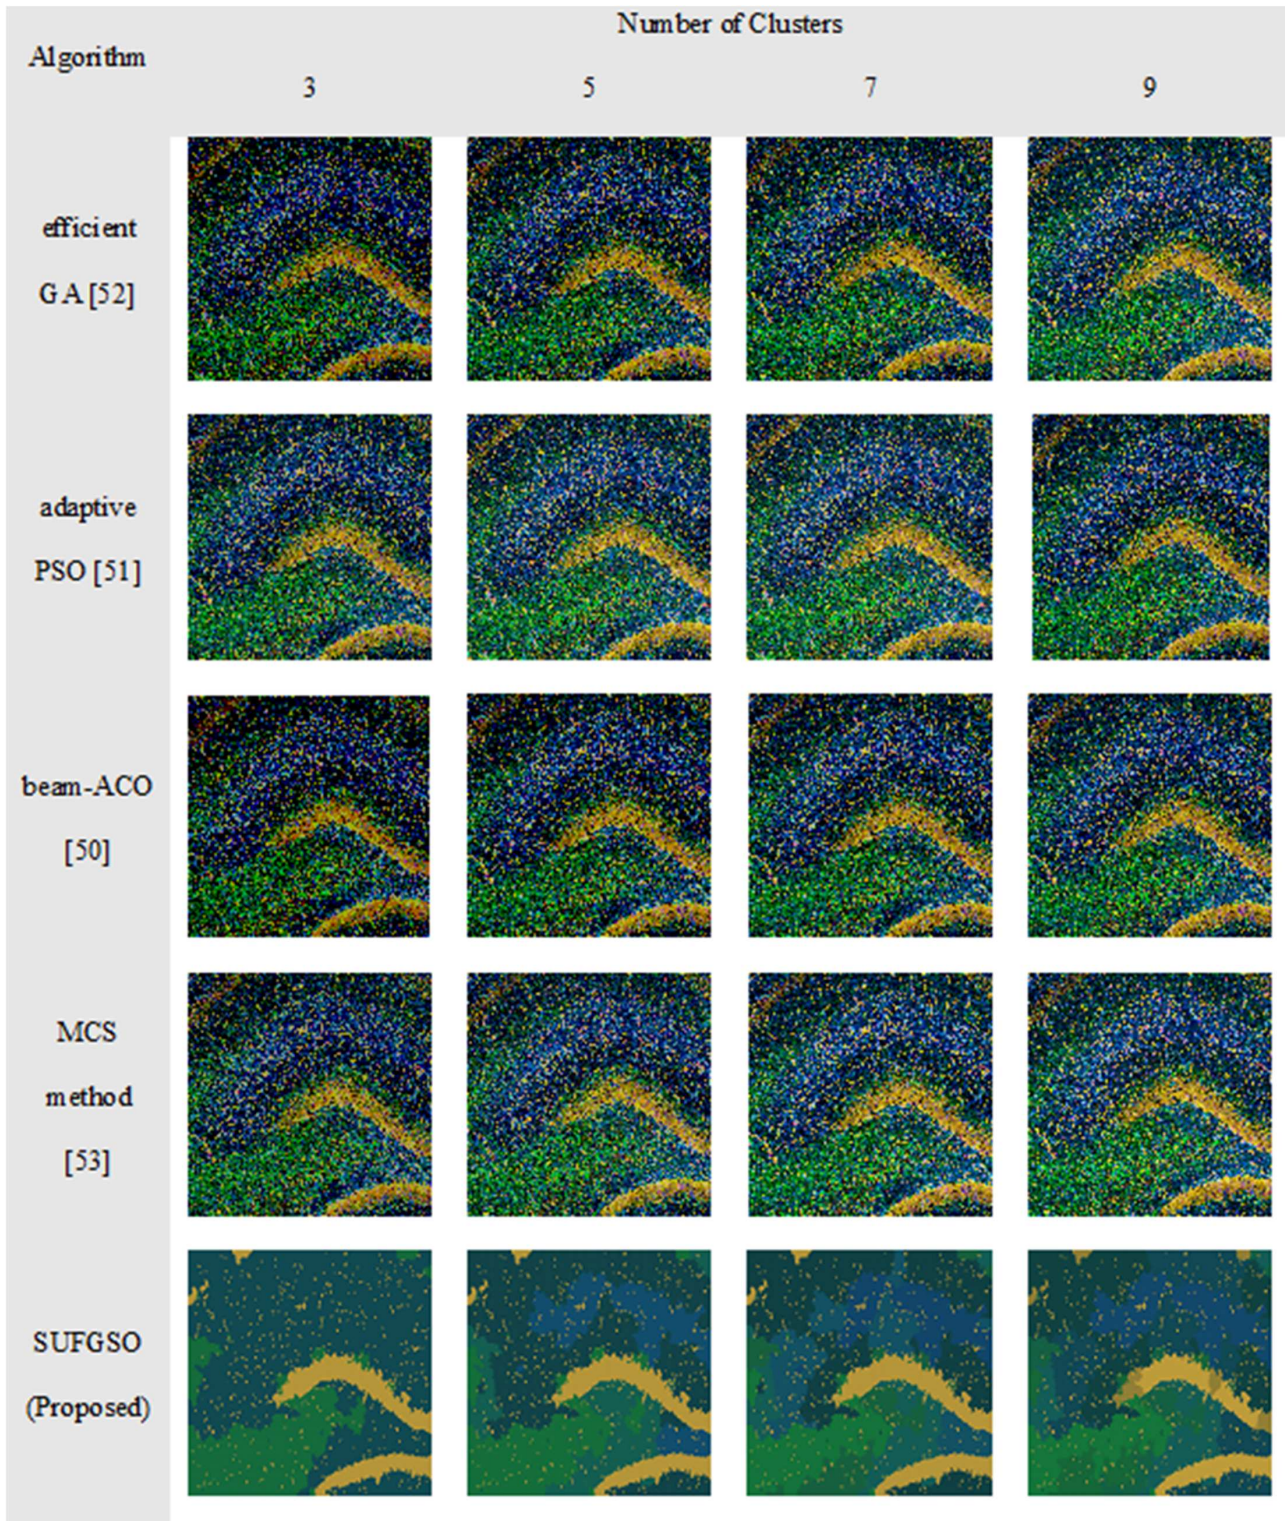 Number of Clusters
Algorithm
3 5 7 9
efficient
GA [52]
adaptive
PSO [51]
beam-ACO
[50]
MCS
method
[53]
SUFGSO
(Proposed)